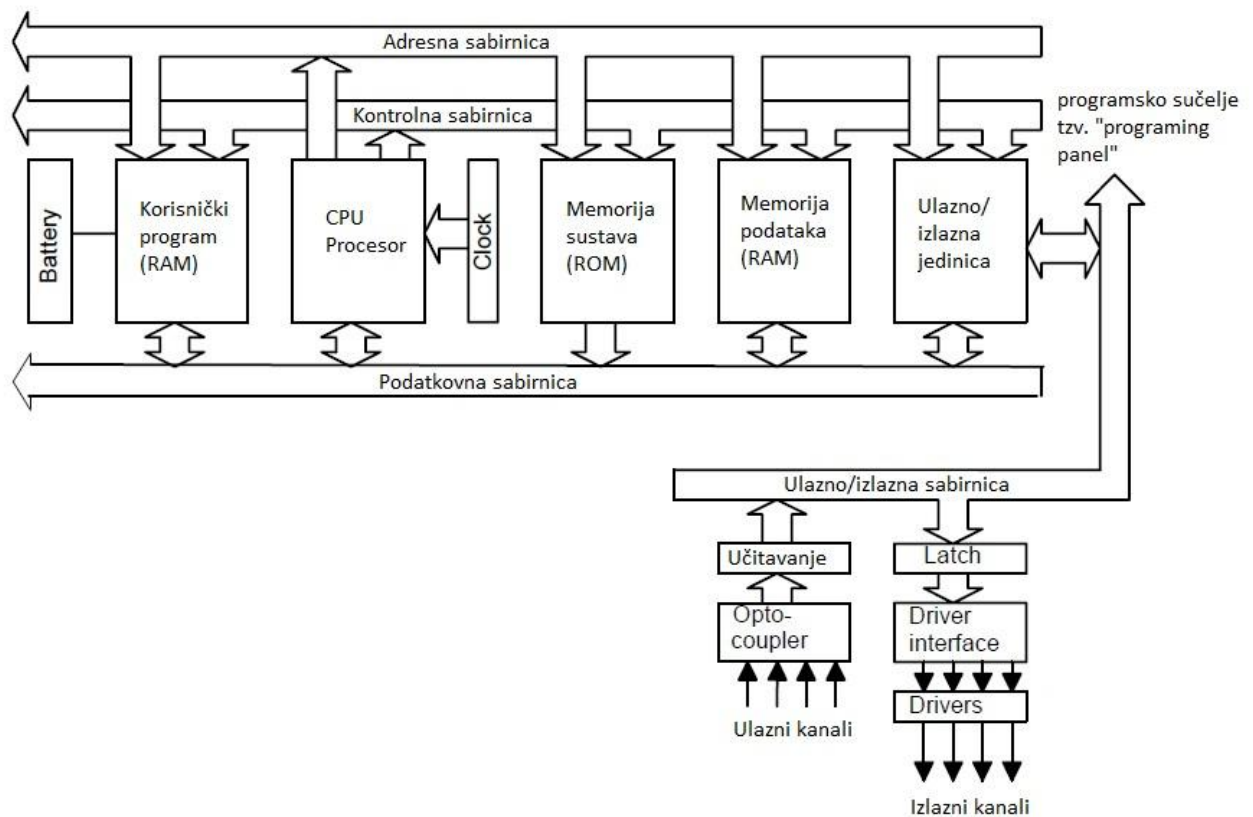 Adresna sabirnica
Kontrolna sabirnica
programsko sučelje
tzv. "programing
panel"
Battery
Korisnički
program
(RAM)
CPU
Procesor
Clock
Memorija
sustava
(ROM)
Memorija
podataka
(RAM)
Ulazno/
izlazna
jedinica
Podatkovna sabirnica
Ulazno/izlazna sabirnica
Učitavanje
Latch
Opto-
coupler
Driver
interface
Drivers
Ulazni kanali
Izlazni kanali